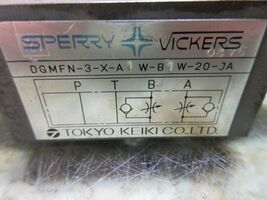 SPERRY VICKERS
DGMFN-3-X-A W-B W-20-JA
P T B A
TOKYO KEIKI CO., LTD.